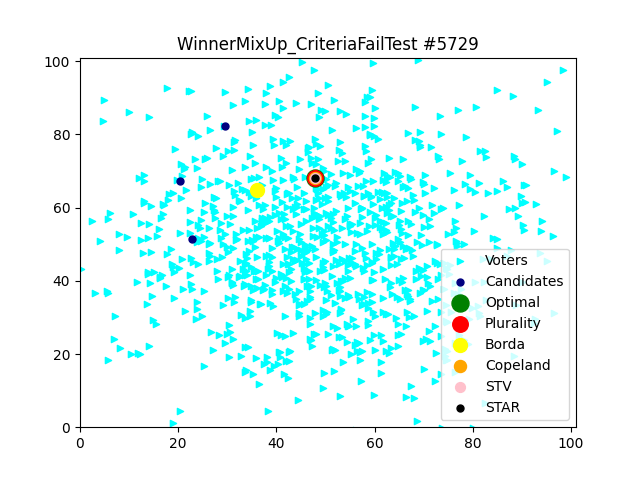 WinnerMixUp_CriteriaFailTest #5729
100
80
60
40
20
0
0
20
40
60
80
100
Voters
Candidates
Optimal
Plurality
Borda
Copeland
STV
STAR